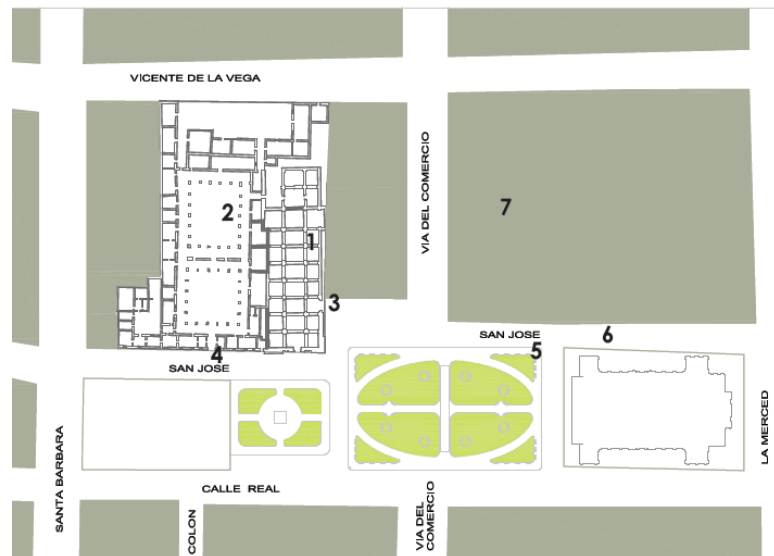 VICENTE DE LA VEGA
VIA DEL COMERCIO
2
7
1
3
SAN JOSE
6
4
5
SAN JOSE
LA MERCED
SANTA BARBARA
CALLE REAL
COLON
VIA DEL
COMERCIO